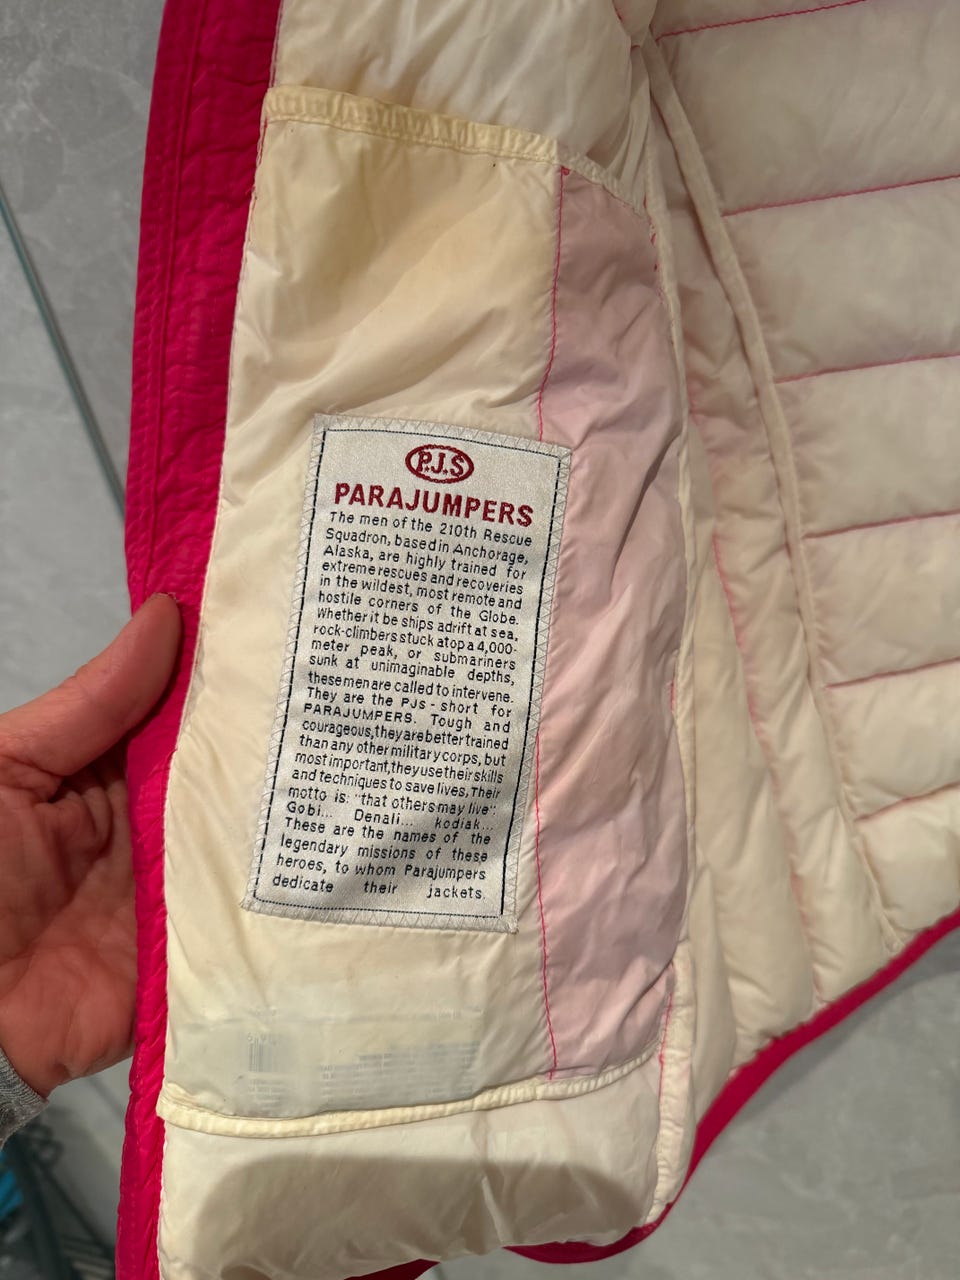 P.J.S
PARAJUMPERS
The men of the 210th Rescue
Squadron, based in Anchorage,
Alaska, are highly trained for
extreme rescues and recoveries
in the wildest, most remote and
hostile corners of the Globe.
Whether it be ships adrift at sea,
rock-climbers stuck atop a 4,000-
meter peak, or submariners
sunk at unimaginable depths,
these men are called to intervene.
They are the PJs - short for
PARAJUMPERS. Tough and
courageous, they are better trained
than any other military corps, but
most important, they use their skills
and techniques to save lives, Their
motto is: "that others may live":
Gobi... Denali... kodiak...
These are the names of the
legendary missions of these
heroes, to whom Parajumpers
dedicate their jackets.